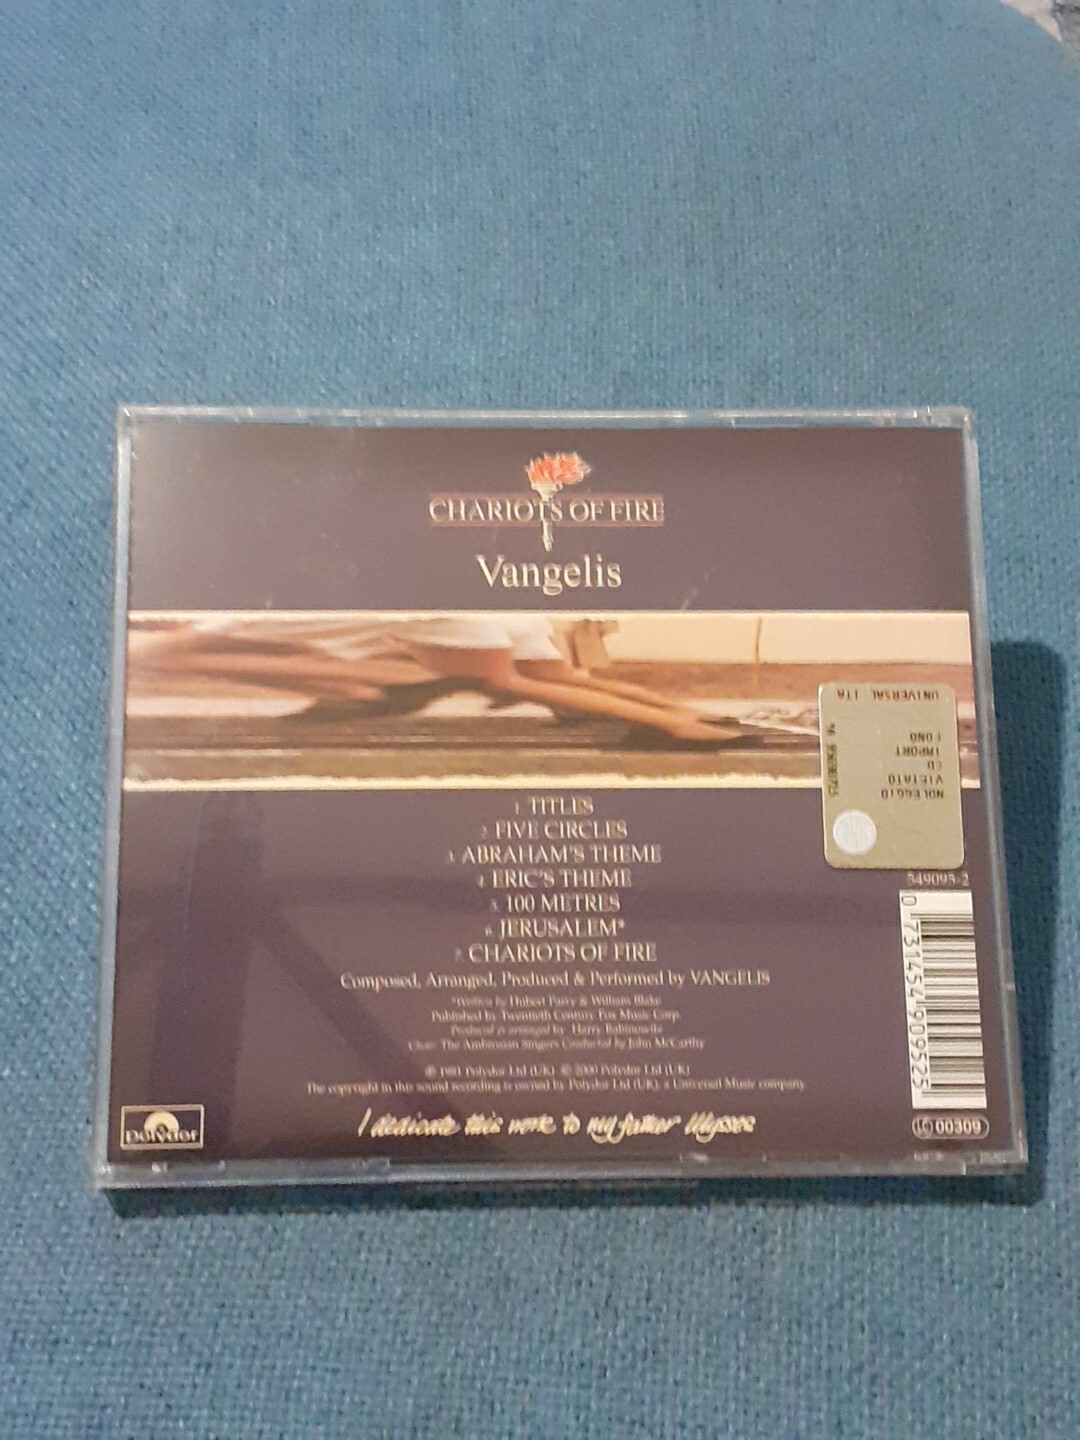 CHARIOTS OF FIRE
Vangelis
UNIVERSAL ITA
NOLEGGIO
VIETATO
CD
IMPORT
FONO
1. TITLES
2. FIVE CIRCLES
3. ABRAHAM'S THEME
4. ERIC'S THEME
5. 100 METRES
6. JERUSALEM*
7. CHARIOTS OF FIRE
Composed, Arranged, Produced & Performed by VANGELIS
*Written by Hubert Parry & William Blake
Published by Twentieth Century Fox Music Corp.
Produced & arranged by Harry Rabinowitz
Choir: The Ambrosian Singers Conducted by John McCarthy
℗ 1981 Polydor Ltd (UK) © 2000 Polydor Ltd (UK)
The copyright in this sound recording is owned by Polydor Ltd (UK), a Universal Music company
I dedicate this work to my father Ulysses
polydor
549095-2
0 731454 909525
LC 00309